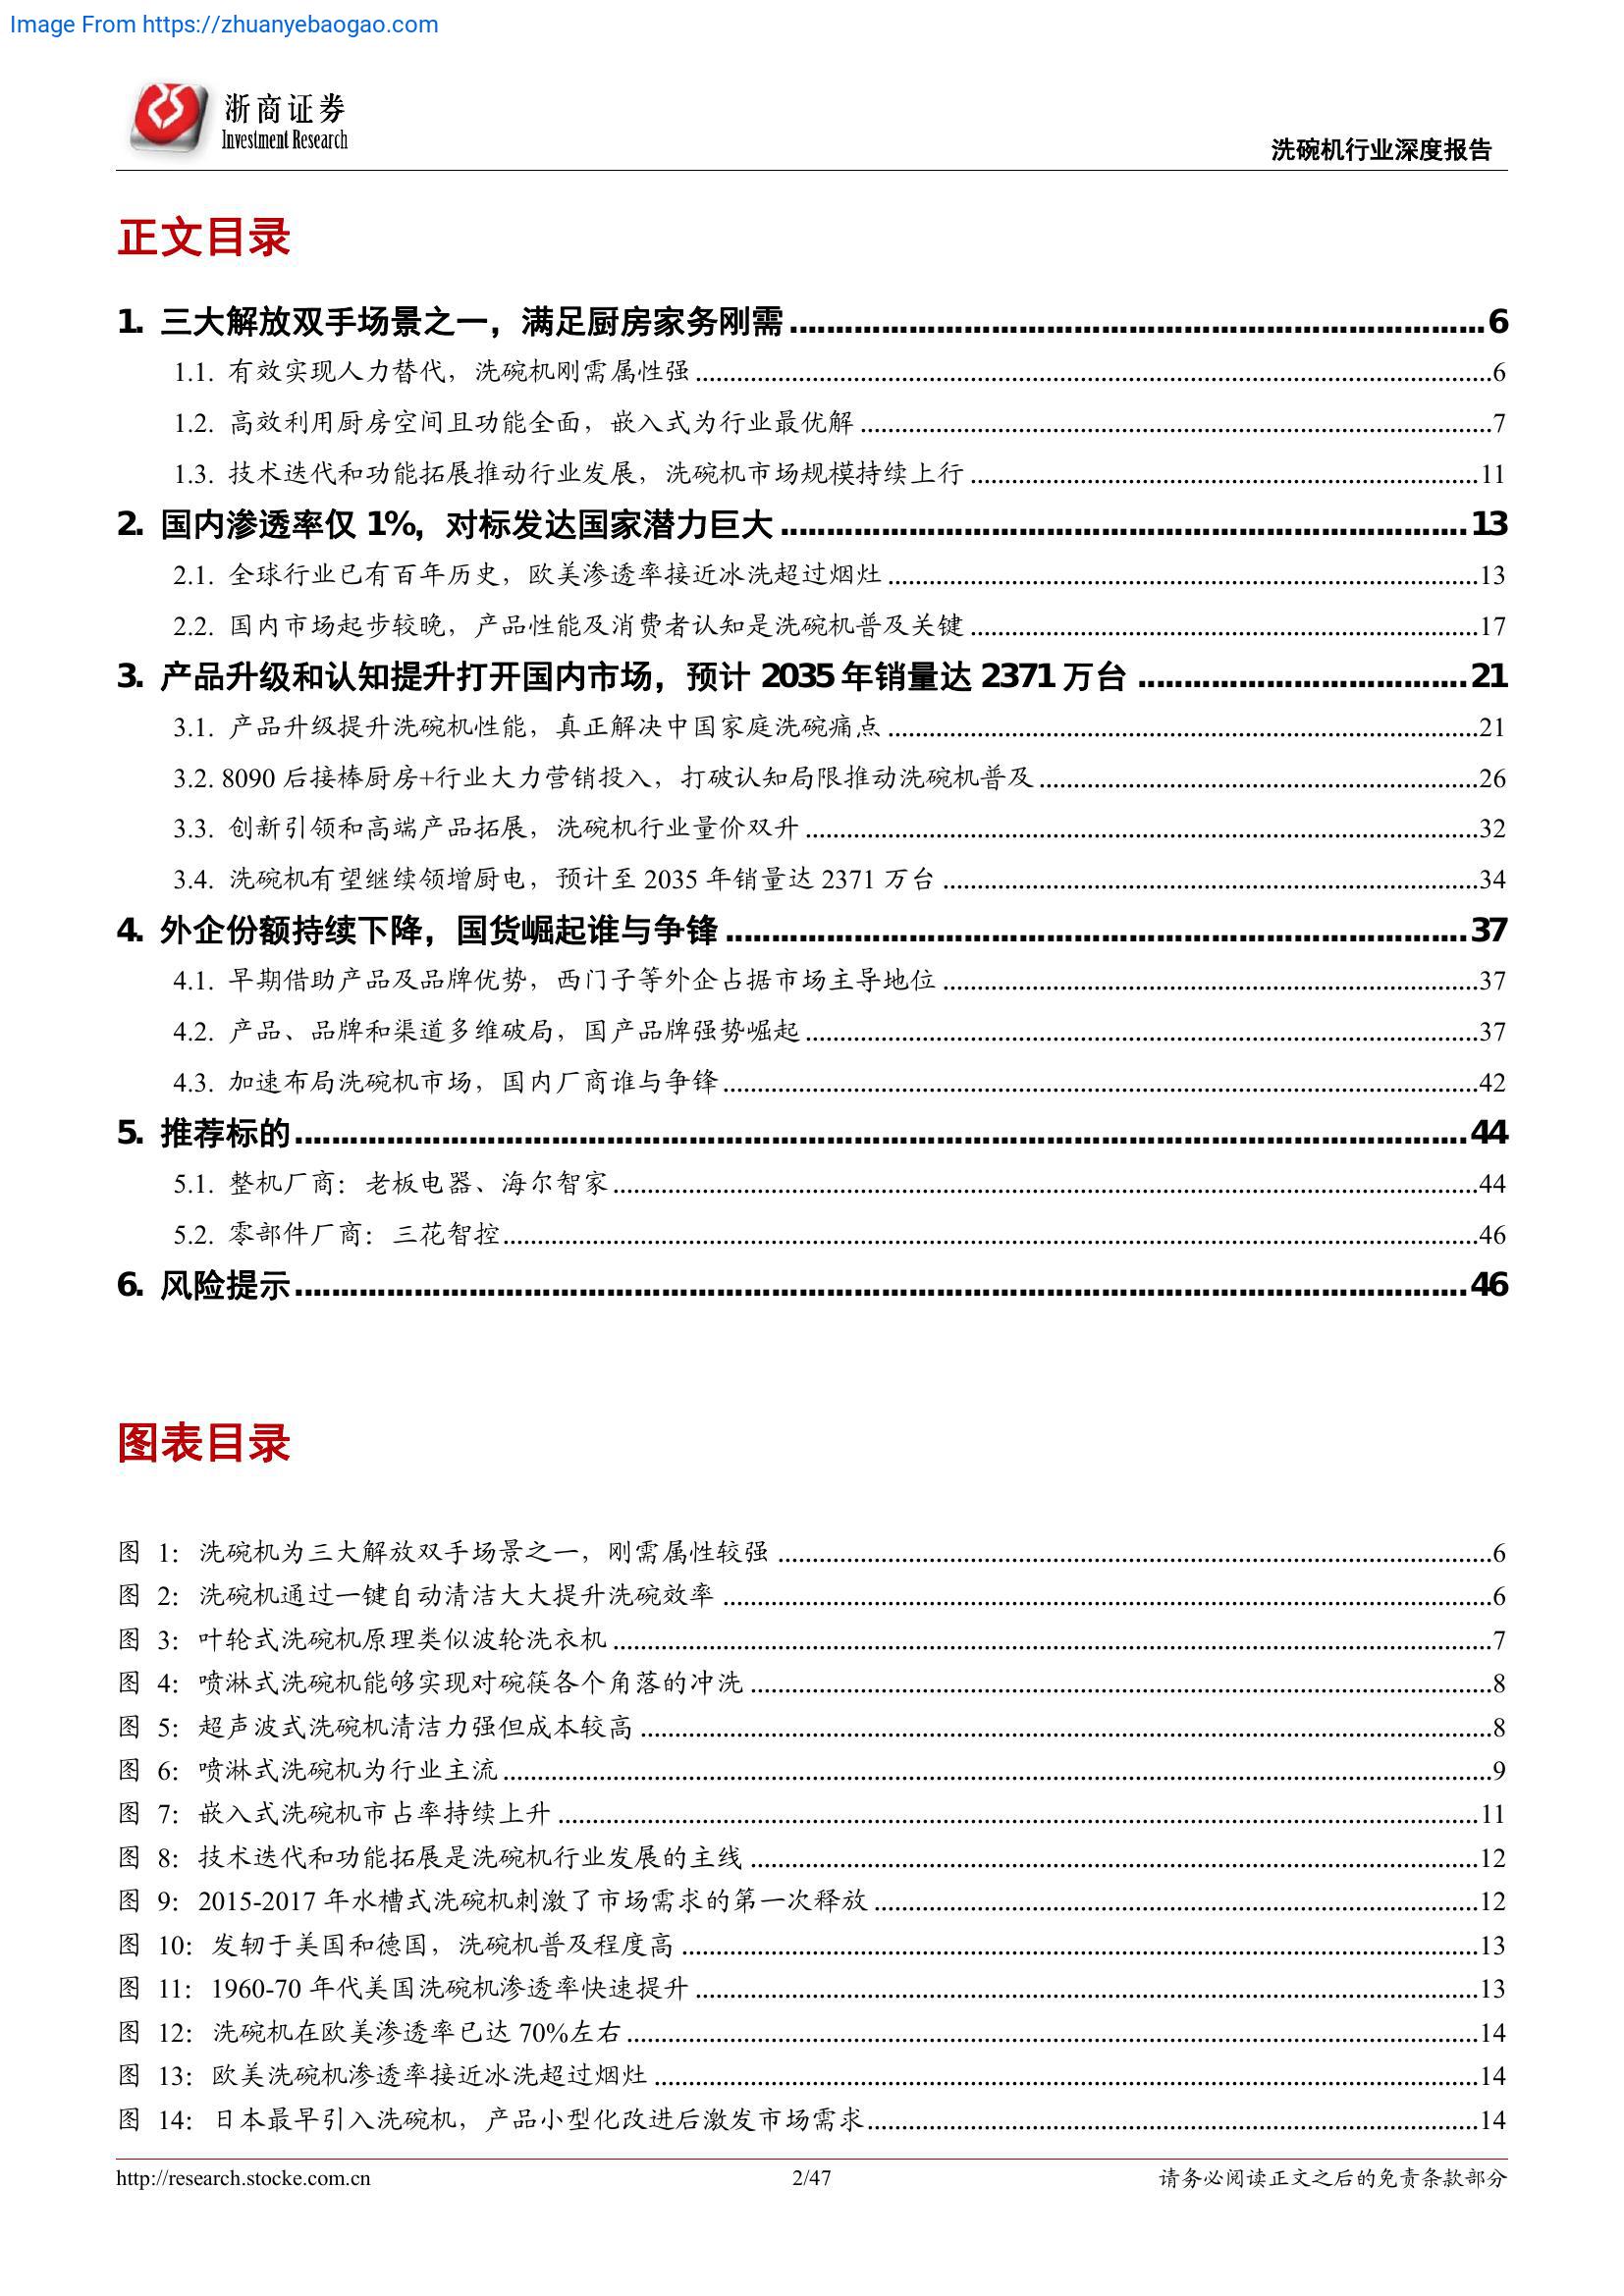 Image From https://zhuanyebaogao.com
浙商证券
Investment Research
洗碗机行业深度报告
正文目录
1. 三大解放双手场景之一，满足厨房家务刚需 6
1.1. 有效实现人力替代，洗碗机刚需属性强 6
1.2. 高效利用厨房空间且功能全面，嵌入式为行业最优解 7
1.3. 技术迭代和功能拓展推动行业发展，洗碗机市场规模持续上行 11
2. 国内渗透率仅 1%，对标发达国家潜力巨大 13
2.1. 全球行业已有百年历史，欧美渗透率接近冰洗超过烟灶 13
2.2. 国内市场起步较晚，产品性能及消费者认知是洗碗机普及关键 17
3. 产品升级和认知提升打开国内市场，预计 2035 年销量达 2371 万台 21
3.1. 产品升级提升洗碗机性能，真正解决中国家庭洗碗痛点 21
3.2. 8090 后接棒厨房+行业大力营销投入，打破认知局限推动洗碗机普及 26
3.3. 创新引领和高端产品拓展，洗碗机行业量价双升 32
3.4. 洗碗机有望继续领增厨电，预计至 2035 年销量达 2371 万台 34
4. 外企份额持续下降，国货崛起谁与争锋 37
4.1. 早期借助产品及品牌优势，西门子等外企占据市场主导地位 37
4.2. 产品、品牌和渠道多维破局，国产品牌强势崛起 37
4.3. 加速布局洗碗机市场，国内厂商谁与争锋 42
5. 推荐标的 44
5.1. 整机厂商：老板电器、海尔智家 44
5.2. 零部件厂商：三花智控 46
6. 风险提示 46
图表目录
图 1：洗碗机为三大解放双手场景之一，刚需属性较强 6
图 2：洗碗机通过一键自动清洁大大提升洗碗效率 6
图 3：叶轮式洗碗机原理类似波轮洗衣机 7
图 4：喷淋式洗碗机能够实现对碗筷各个角落的冲洗 8
图 5：超声波式洗碗机清洁力强但成本较高 8
图 6：喷淋式洗碗机为行业主流 9
图 7：嵌入式洗碗机市占率持续上升 11
图 8：技术迭代和功能拓展是洗碗机行业发展的主线 12
图 9：2015-2017 年水槽式洗碗机刺激了市场需求的第一次释放 12
图 10：发轫于美国和德国，洗碗机普及程度高 13
图 11：1960-70 年代美国洗碗机渗透率快速提升 13
图 12：洗碗机在欧美渗透率已达 70%左右 14
图 13：欧美洗碗机渗透率接近冰洗超过烟灶 14
图 14：日本最早引入洗碗机，产品小型化改进后激发市场需求 14
http://research.stocke.com.cn
2/47
请务必阅读正文之后的免责条款部分